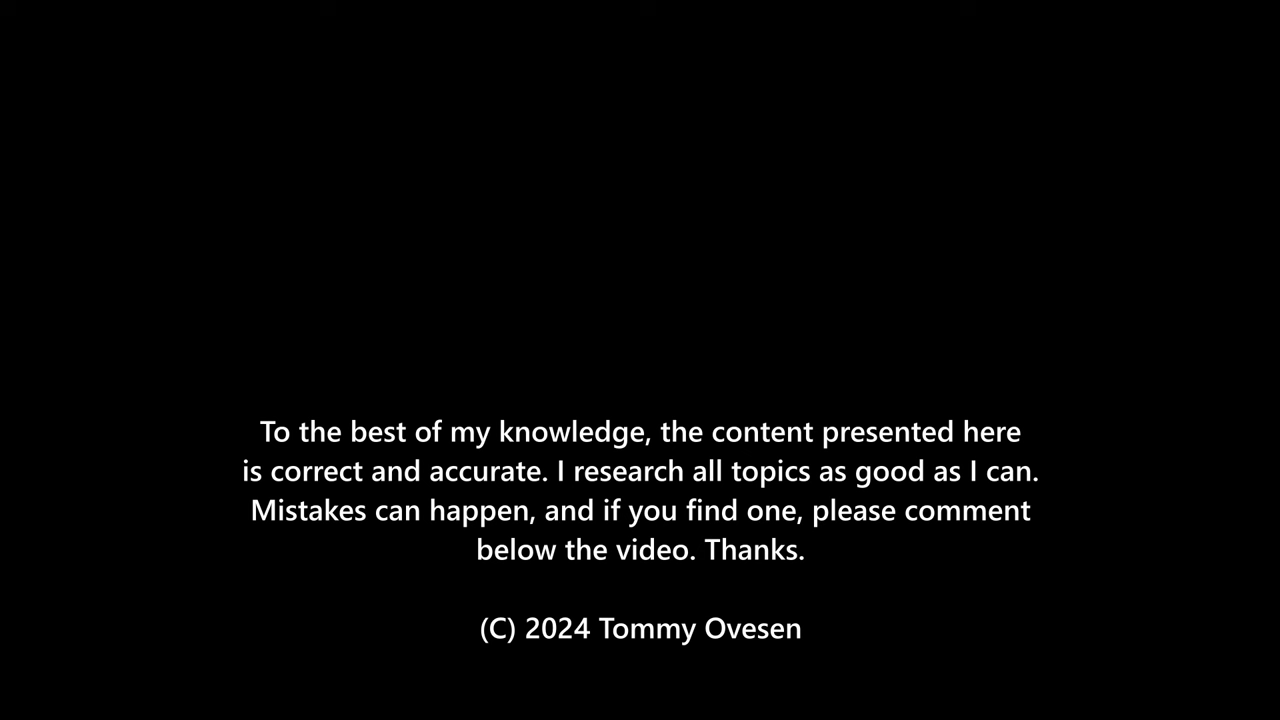 To the best of my knowledge, the content presented here
is correct and accurate. I research all topics as good as I can.
Mistakes can happen, and if you find one, please comment
below the video. Thanks.
(C) 2024 Tommy Ovesen